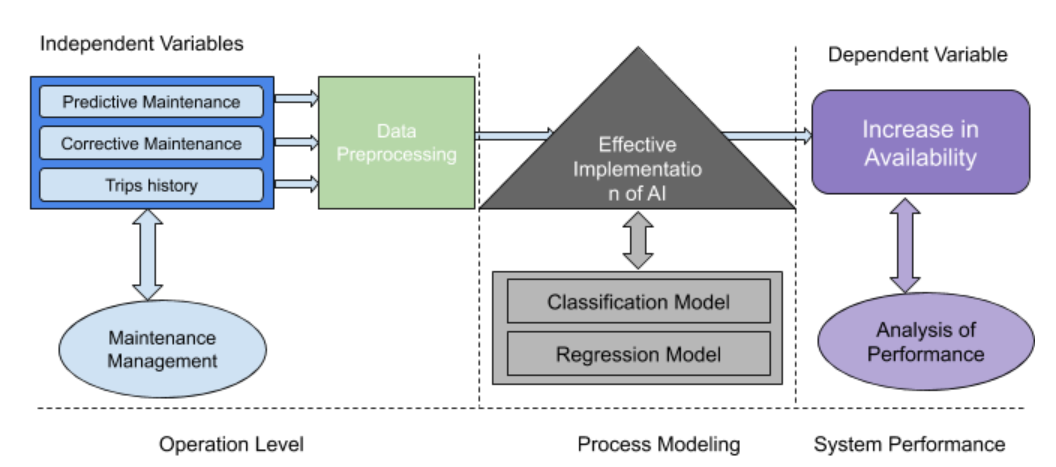 Independent Variables
Predictive Maintenance
Corrective Maintenance
Trips history
Data
Preprocessing
Effective
Implementatio
n of AI
Dependent Variable
Increase in
Availability
Maintenance
Management
Classification Model
Regression Model
Analysis of
Performance
Operation Level
Process Modeling
System Performance